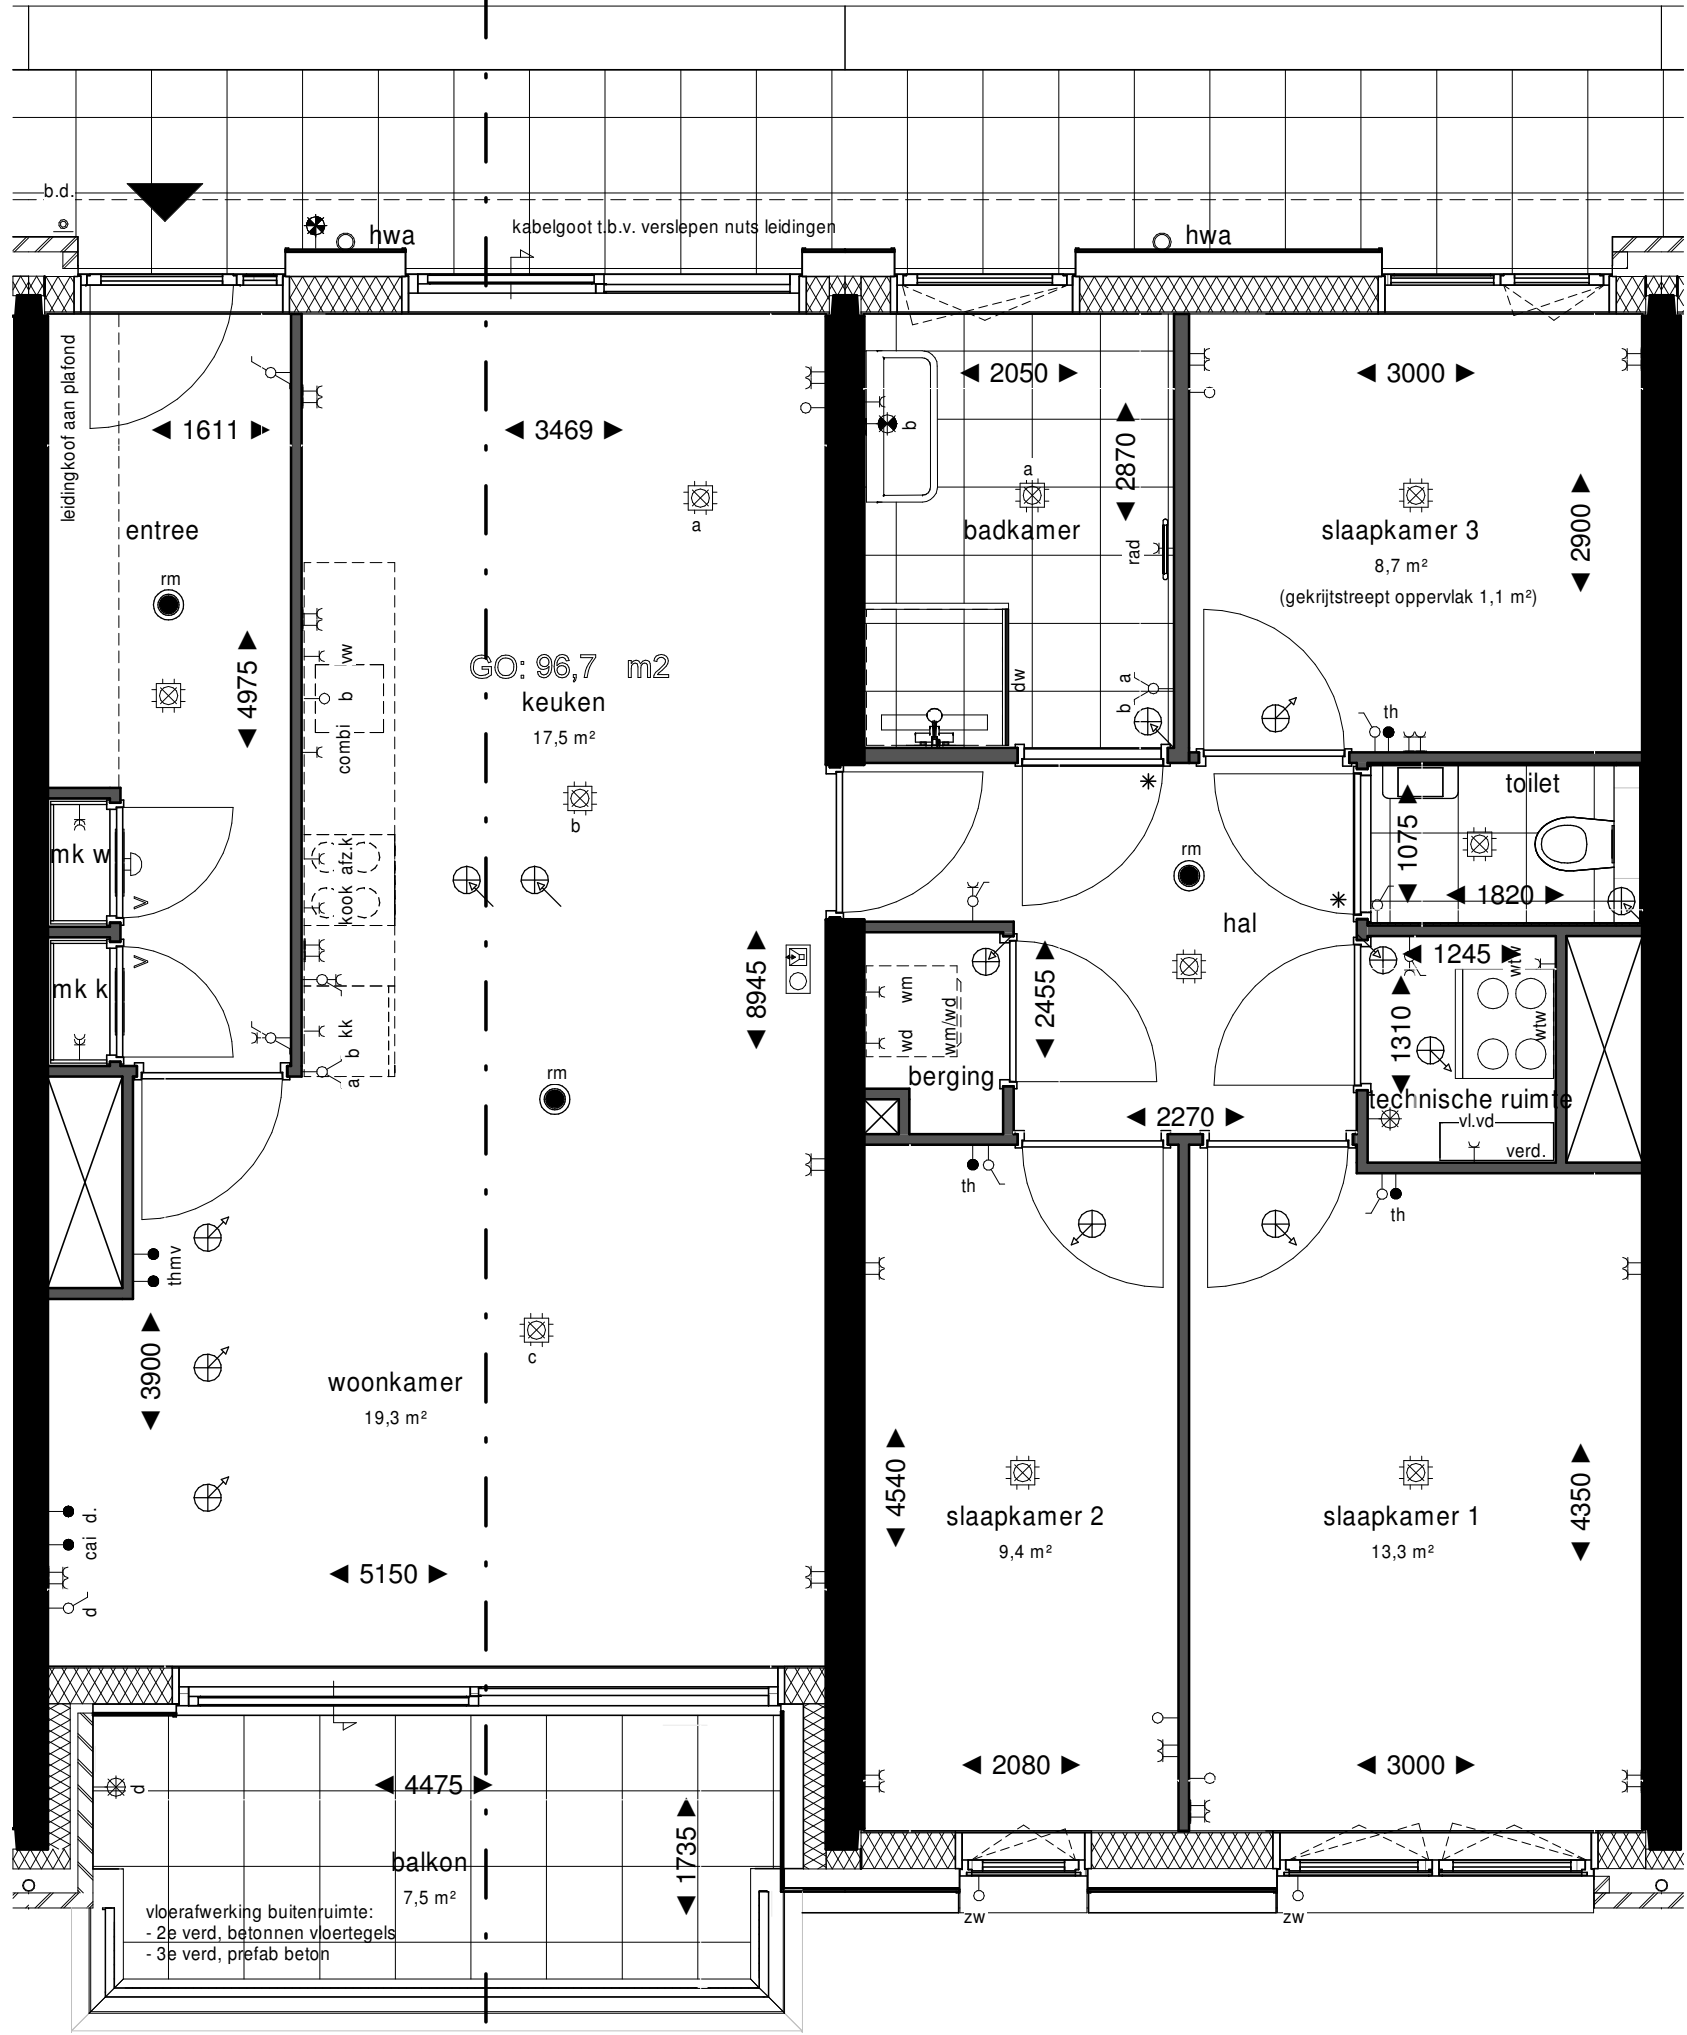 b.d.
hwa
kabelgoot t.b.v. verslepen nuts leidingen
hwa
leidingkoof aan plafond
1611
3469
2050
3000
b
2870
a
a
entree
badkamer
slaapkamer 3
8,7 m²
(gekrijtstreept oppervlak 1,1 m²)
2900
rad
rm
4975
vw
b
combi
GO: 96,7 m2
keuken
17,5 m²
b
dw
a
b
th
toilet
1075
1820
mk w
afz.k
kook
rm
hal
mk k
kk
b
a
8945
wm
wd
wm/wd
berging
2455
1245
wtw
wtw
1310
technische ruimte
vl.vd
verd.
rm
2270
th
th
thmv
3900
c
woonkamer
19,3 m²
4540
slaapkamer 2
9,4 m²
slaapkamer 1
13,3 m²
4350
d.
cai
d
5150
2080
3000
d
4475
1735
balkon
7,5 m²
vloerafwerking buitenruimte:
- 2e verd, betonnen vloertegels
- 3e verd, prefab beton
zw
zw